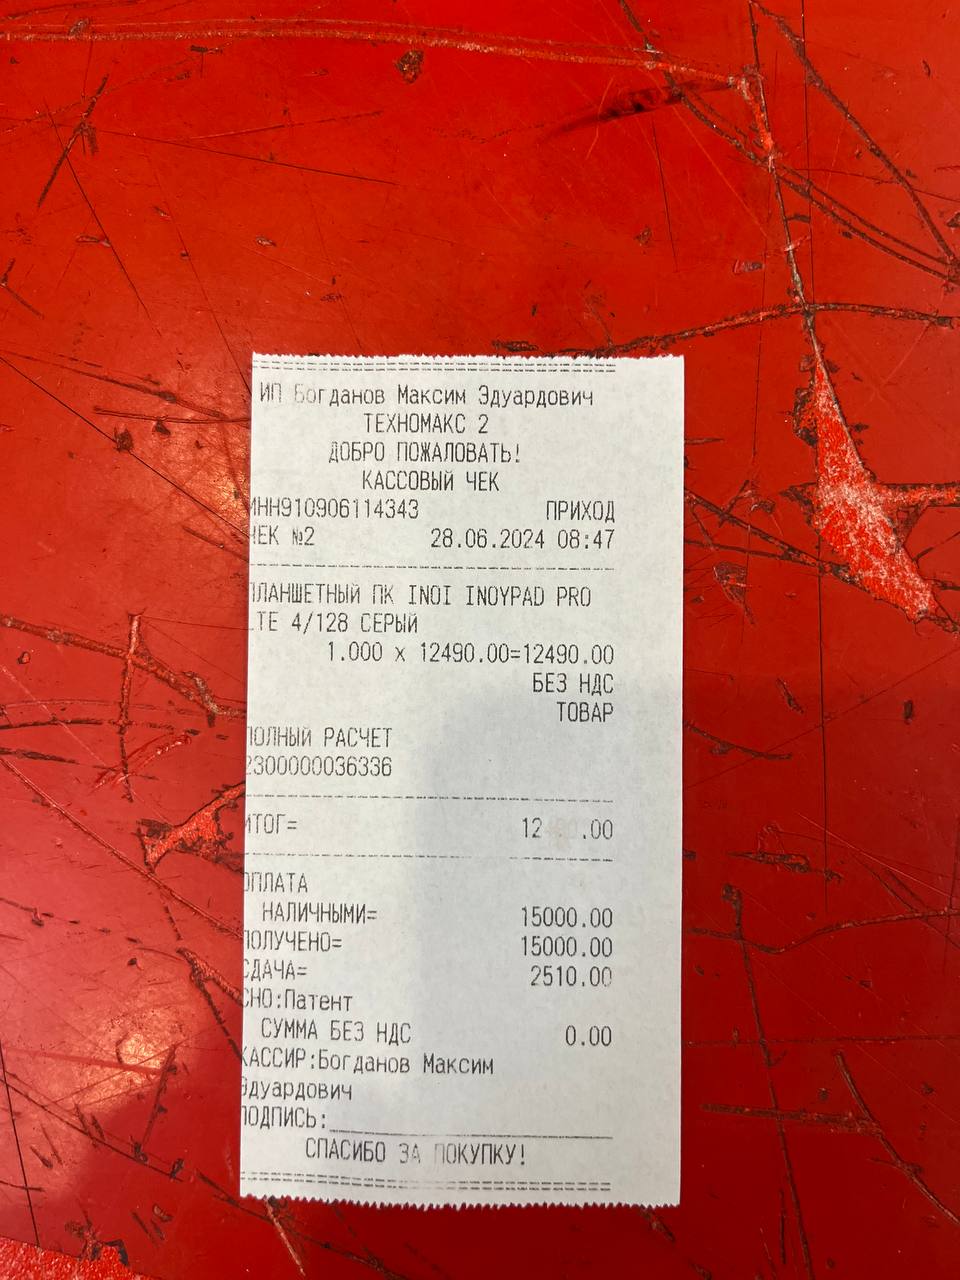 ИП Богданов Максим Эдуардович
ТЕХНОМАКС 2
ДОБРО ПОЖАЛОВАТЬ!
КАССОВЫЙ ЧЕК
ИНН910906114343 ПРИХОД
ЧЕК №2 28.06.2024 08:47
ПЛАНШЕТНЫЙ ПК INOI INOYPAD PRO
LTE 4/128 СЕРЫЙ
1.000 x 12490.00=12490.00
БЕЗ НДС
ТОВАР
ПОЛНЫЙ РАСЧЕТ
2300000036336
ИТОГ=
ОПЛАТА
НАЛИЧНЫМИ= 15000.00
ПОЛУЧЕНО= 15000.00
СДАЧА= 2510.00
СНО:Патент
СУММА БЕЗ НДС 0.00
КАССИР:Богданов Максим
Эдуардович
ПОДПИСЬ:
СПАСИБО ЗА ПОКУПКУ!